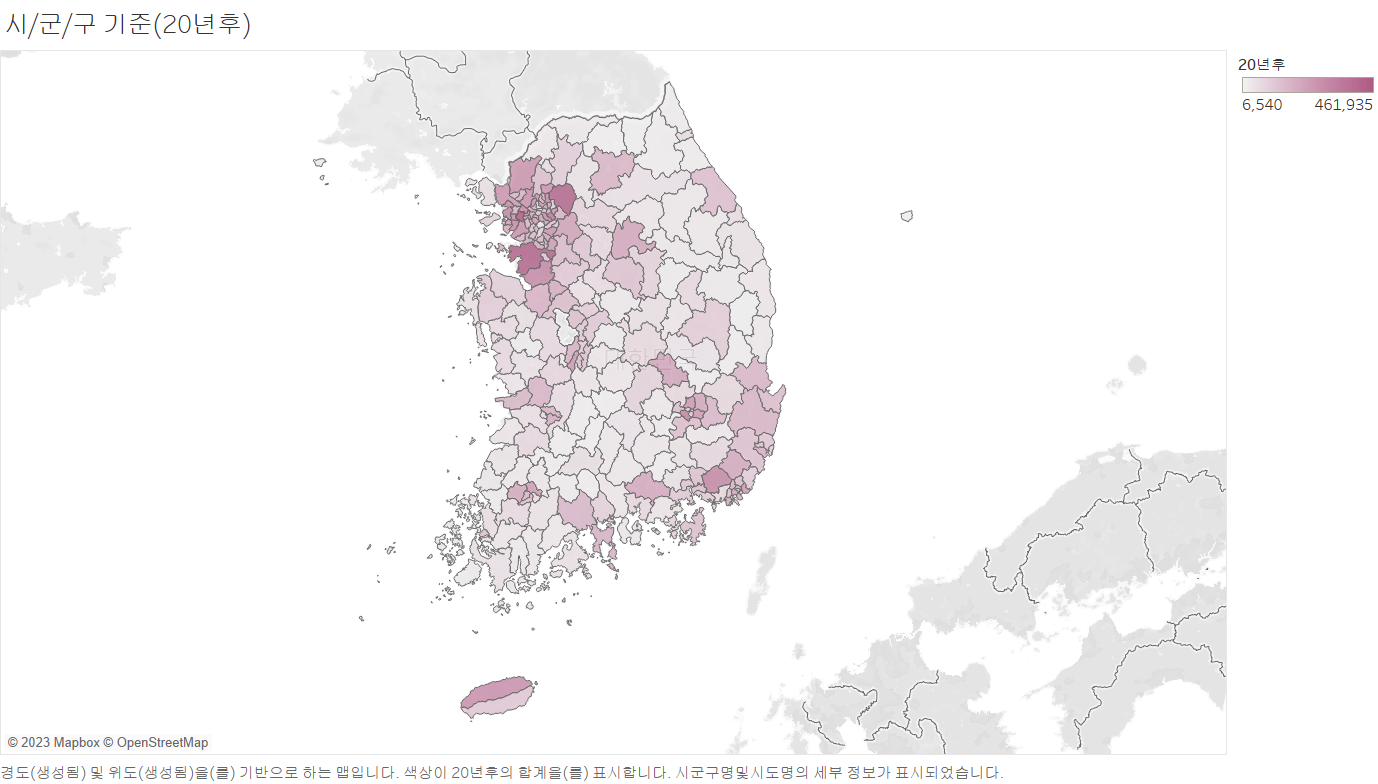 시/군/구 기준(20년후)
20년후
6,540 461,935
대한민국
© 2023 Mapbox © OpenStreetMap
경도(생성됨) 및 위도(생성됨)을(를) 기반으로 하는 맵입니다. 색상이 20년후의 합계을(를) 표시합니다. 시군구명및시도명의 세부 정보가 표시되었습니다.